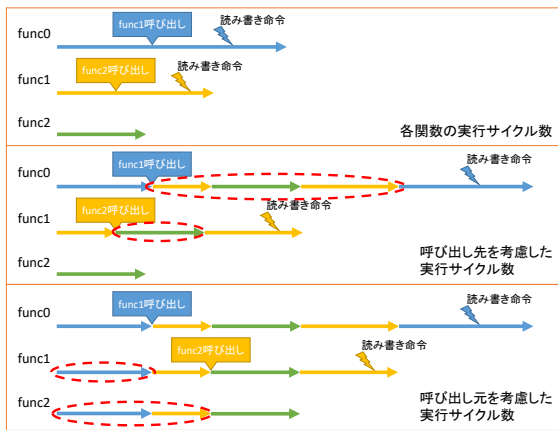 func1呼び出し
読み書き命令
func0
func2呼び出し
読み書き命令
func1
func2
各関数の実行サイクル数
func1呼び出し
読み書き命令
func0
func2呼び出し
読み書き命令
func1
func2
呼び出し先を考慮した
実行サイクル数
func1呼び出し
読み書き命令
func0
func2呼び出し
読み書き命令
func1
func2
呼び出し元を考慮した
実行サイクル数